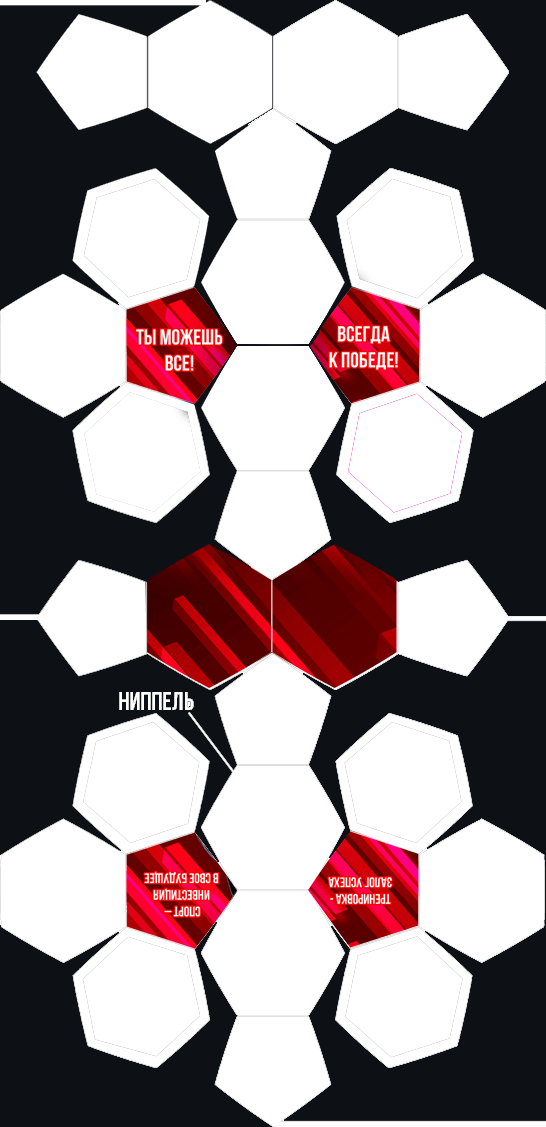 ТЫ МОЖЕШЬ
ВСЕ!
ВСЕГДА
К ПОБЕДЕ!
НИППЕЛЬ
СПОРТ –
ИНВЕСТИЦИЯ
В СВОЕ БУДУЩЕЕ
ТРЕНИРОВКА -
ЗАЛОГ УСПЕХА